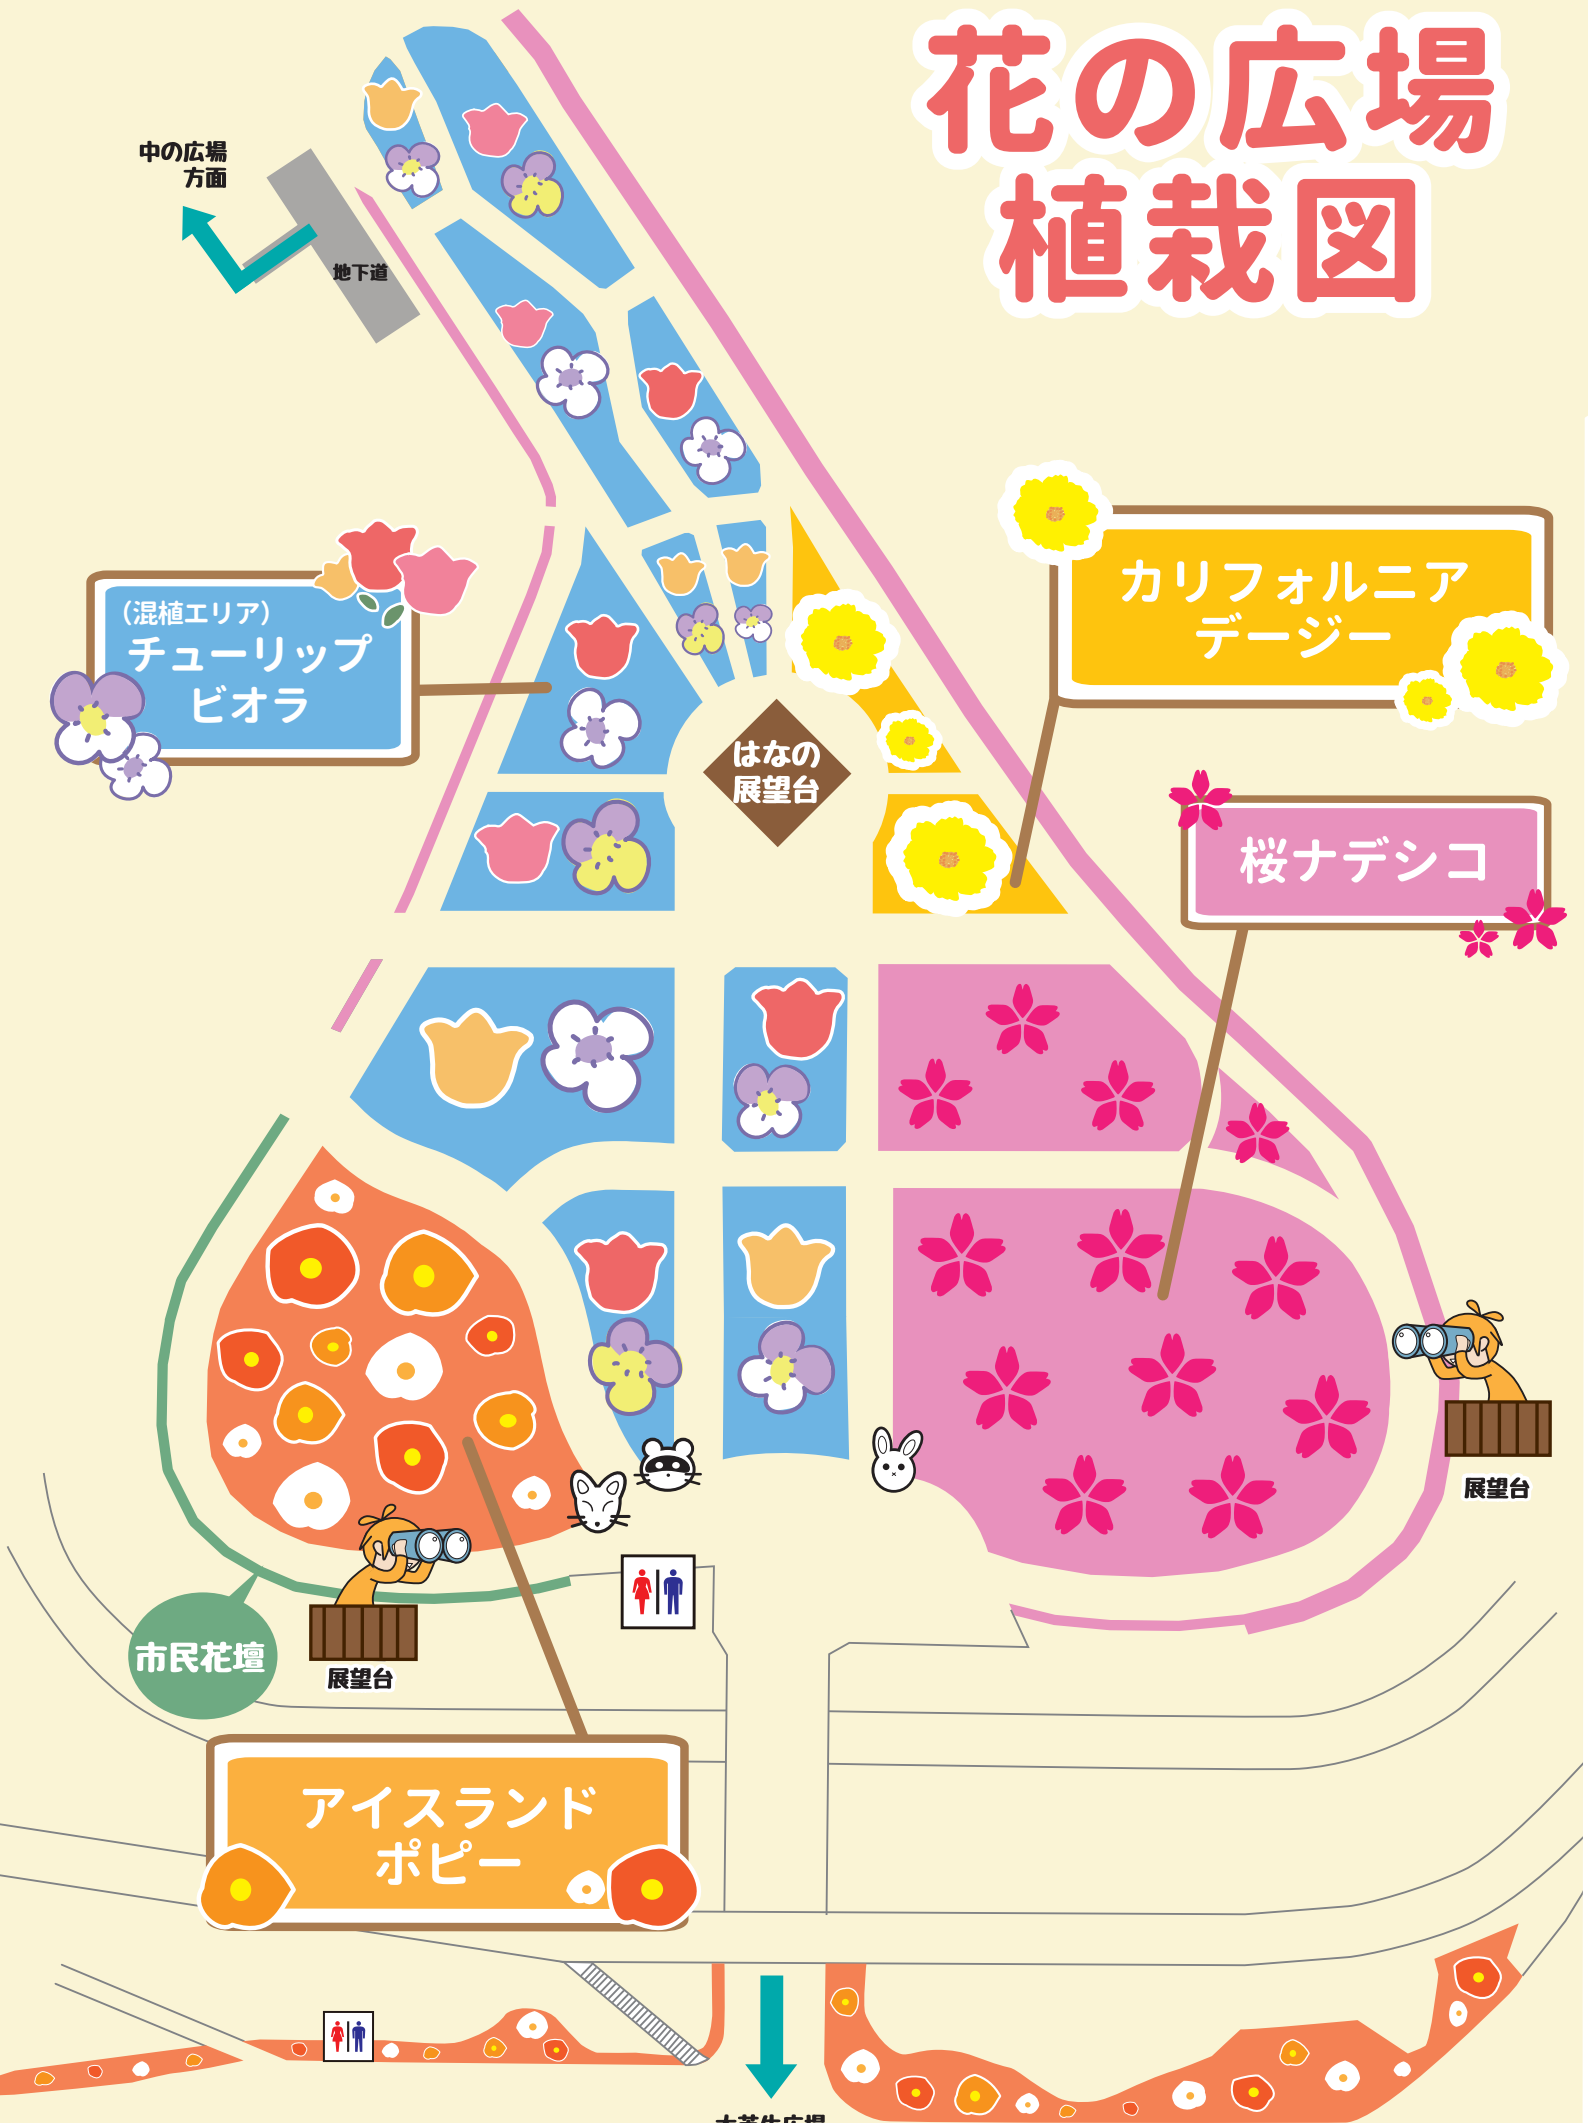 花の広場
植栽図
中の広場
方面
地下道
(混植エリア)
チューリップ
ビオラ
カリフォルニア
デージー
はなの
展望台
桜ナデシコ
展望台
市民花壇
展望台
アイスランド
ポピー